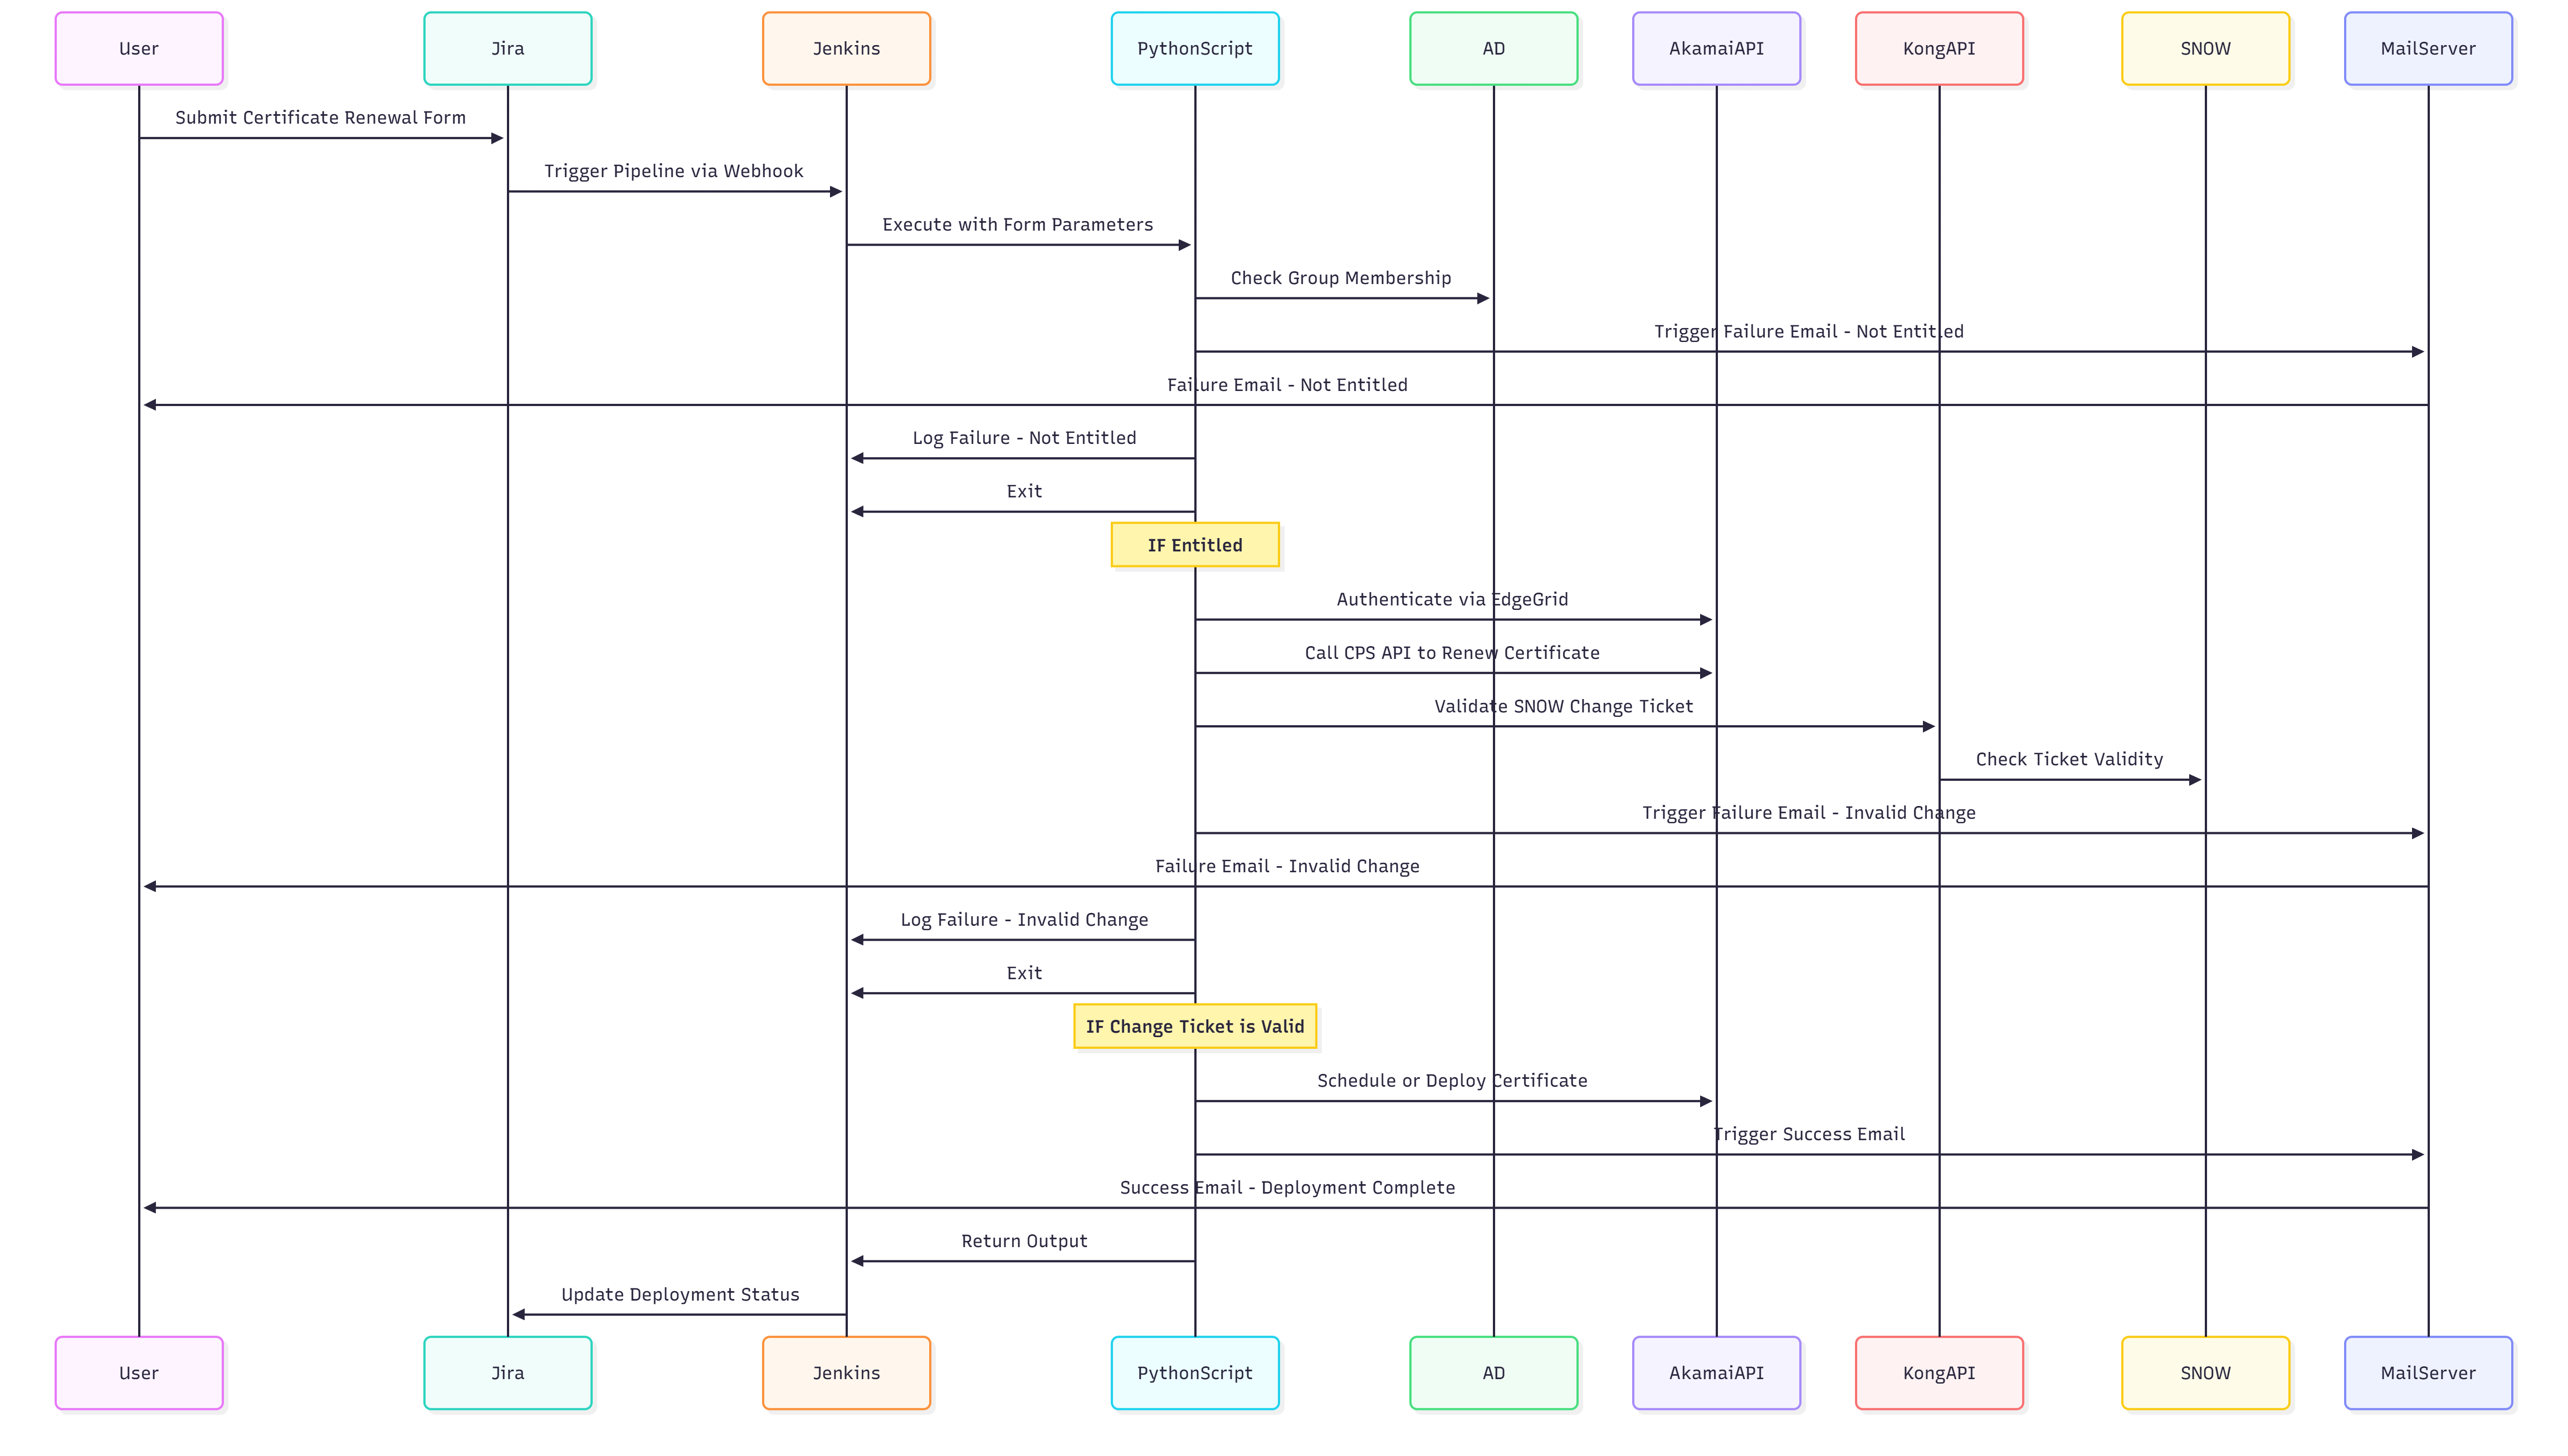 User
Jira
Jenkins
PythonScript
AD
AkamaiAPI
KongAPI
SNOW
MailServer
Submit Certificate Renewal Form
Trigger Pipeline via Webhook
Execute with Form Parameters
Check Group Membership
Trigger Failure Email - Not Entitled
Failure Email - Not Entitled
Log Failure - Not Entitled
Exit
IF Entitled
Authenticate via EdgeGrid
Call CPS API to Renew Certificate
Validate SNOW Change Ticket
Check Ticket Validity
Trigger Failure Email - Invalid Change
Failure Email - Invalid Change
Log Failure - Invalid Change
Exit
IF Change Ticket is Valid
Schedule or Deploy Certificate
Trigger Success Email
Success Email - Deployment Complete
Return Output
Update Deployment Status
User
Jira
Jenkins
PythonScript
AD
AkamaiAPI
KongAPI
SNOW
MailServer